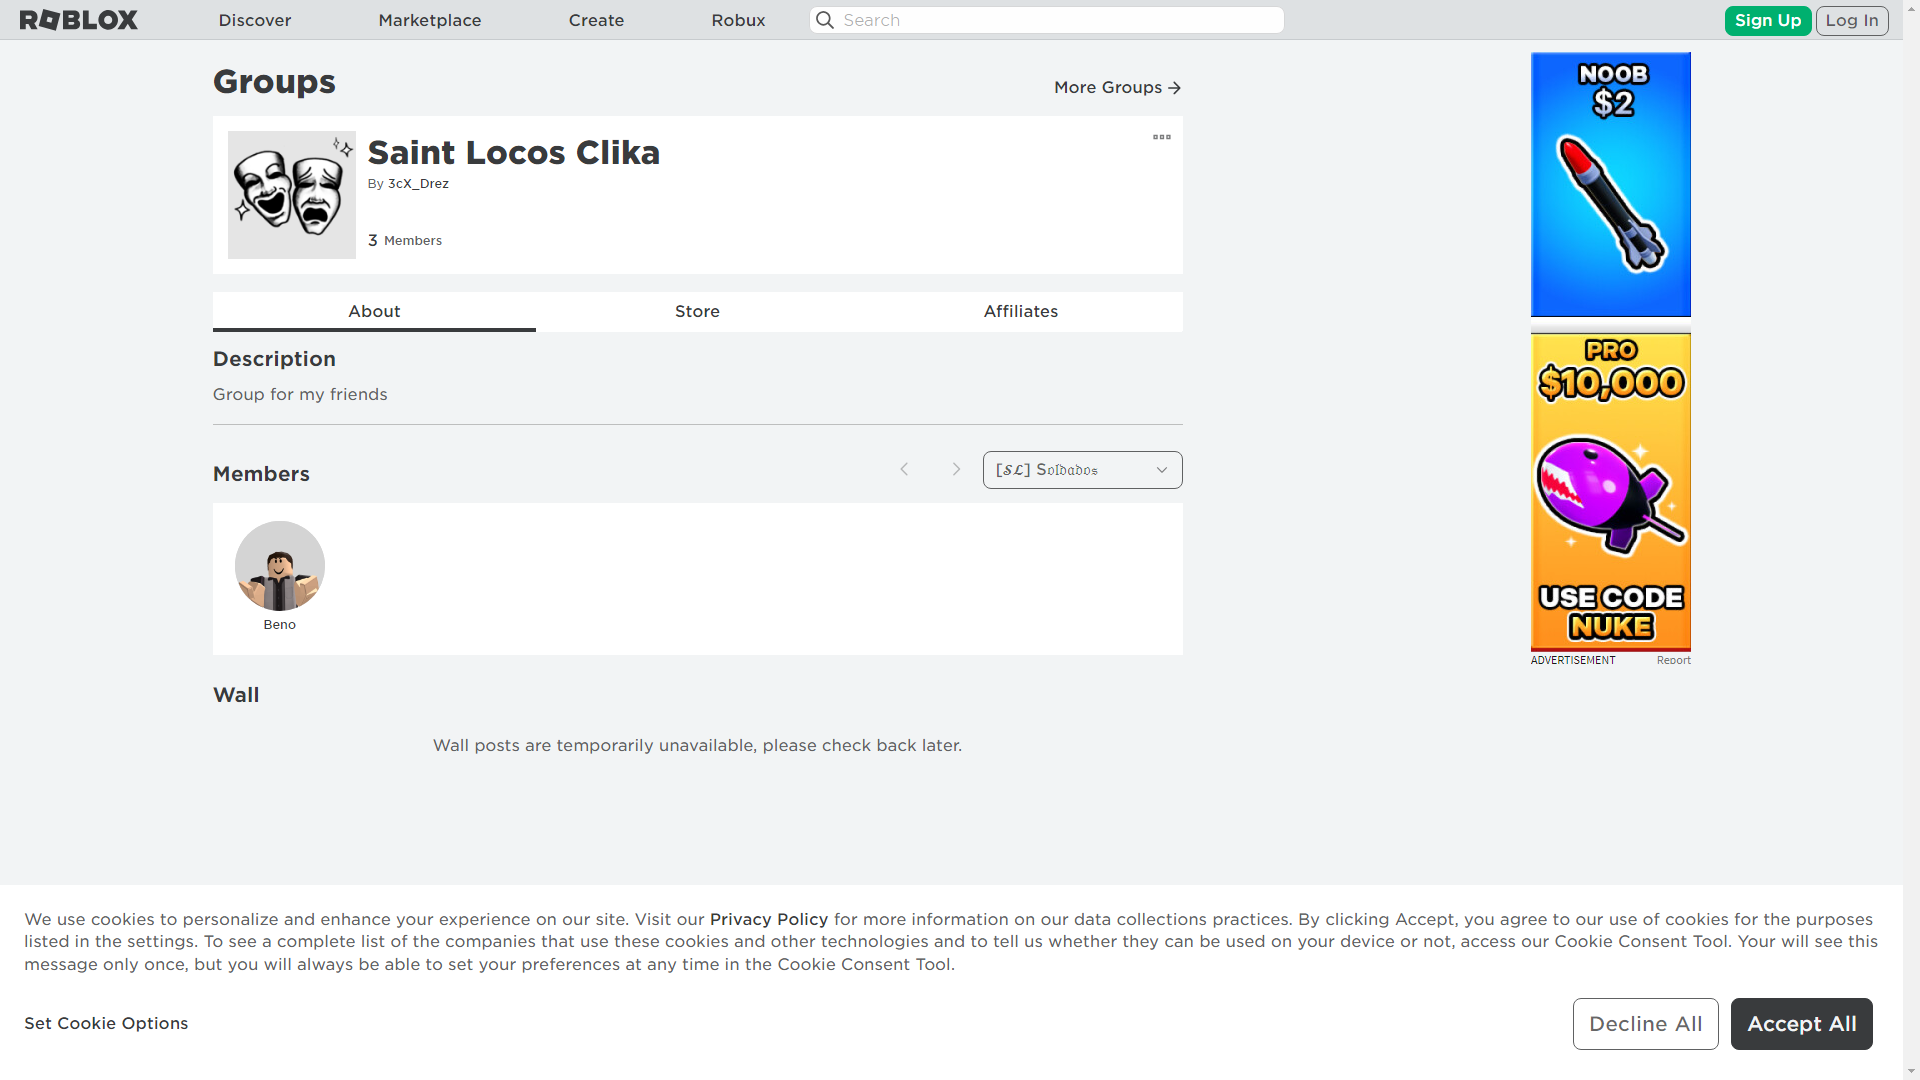 ROBLOX
Discover
Marketplace
Create
Robux
Search
Sign Up
Log In
Groups
More Groups
Saint Locos Clika
By 3cX_Drez
3 Members
About
Store
Affiliates
Description
Group for my friends
Members
[𝓢𝓛] S𝔬𝔩𝔡𝔞𝔡𝔬𝔰
Beno
Wall
Wall posts are temporarily unavailable, please check back later.
NOOB
$2
PRO
$10,000
USE CODE
NUKE
ADVERTISEMENT
Report
We use cookies to personalize and enhance your experience on our site. Visit our Privacy Policy for more information on our data collections practices. By clicking Accept, you agree to our use of cookies for the purposes
listed in the settings. To see a complete list of the companies that use these cookies and other technologies and to tell us whether they can be used on your device or not, access our Cookie Consent Tool. Your will see this
message only once, but you will always be able to set your preferences at any time in the Cookie Consent Tool.
Set Cookie Options
Decline All
Accept All